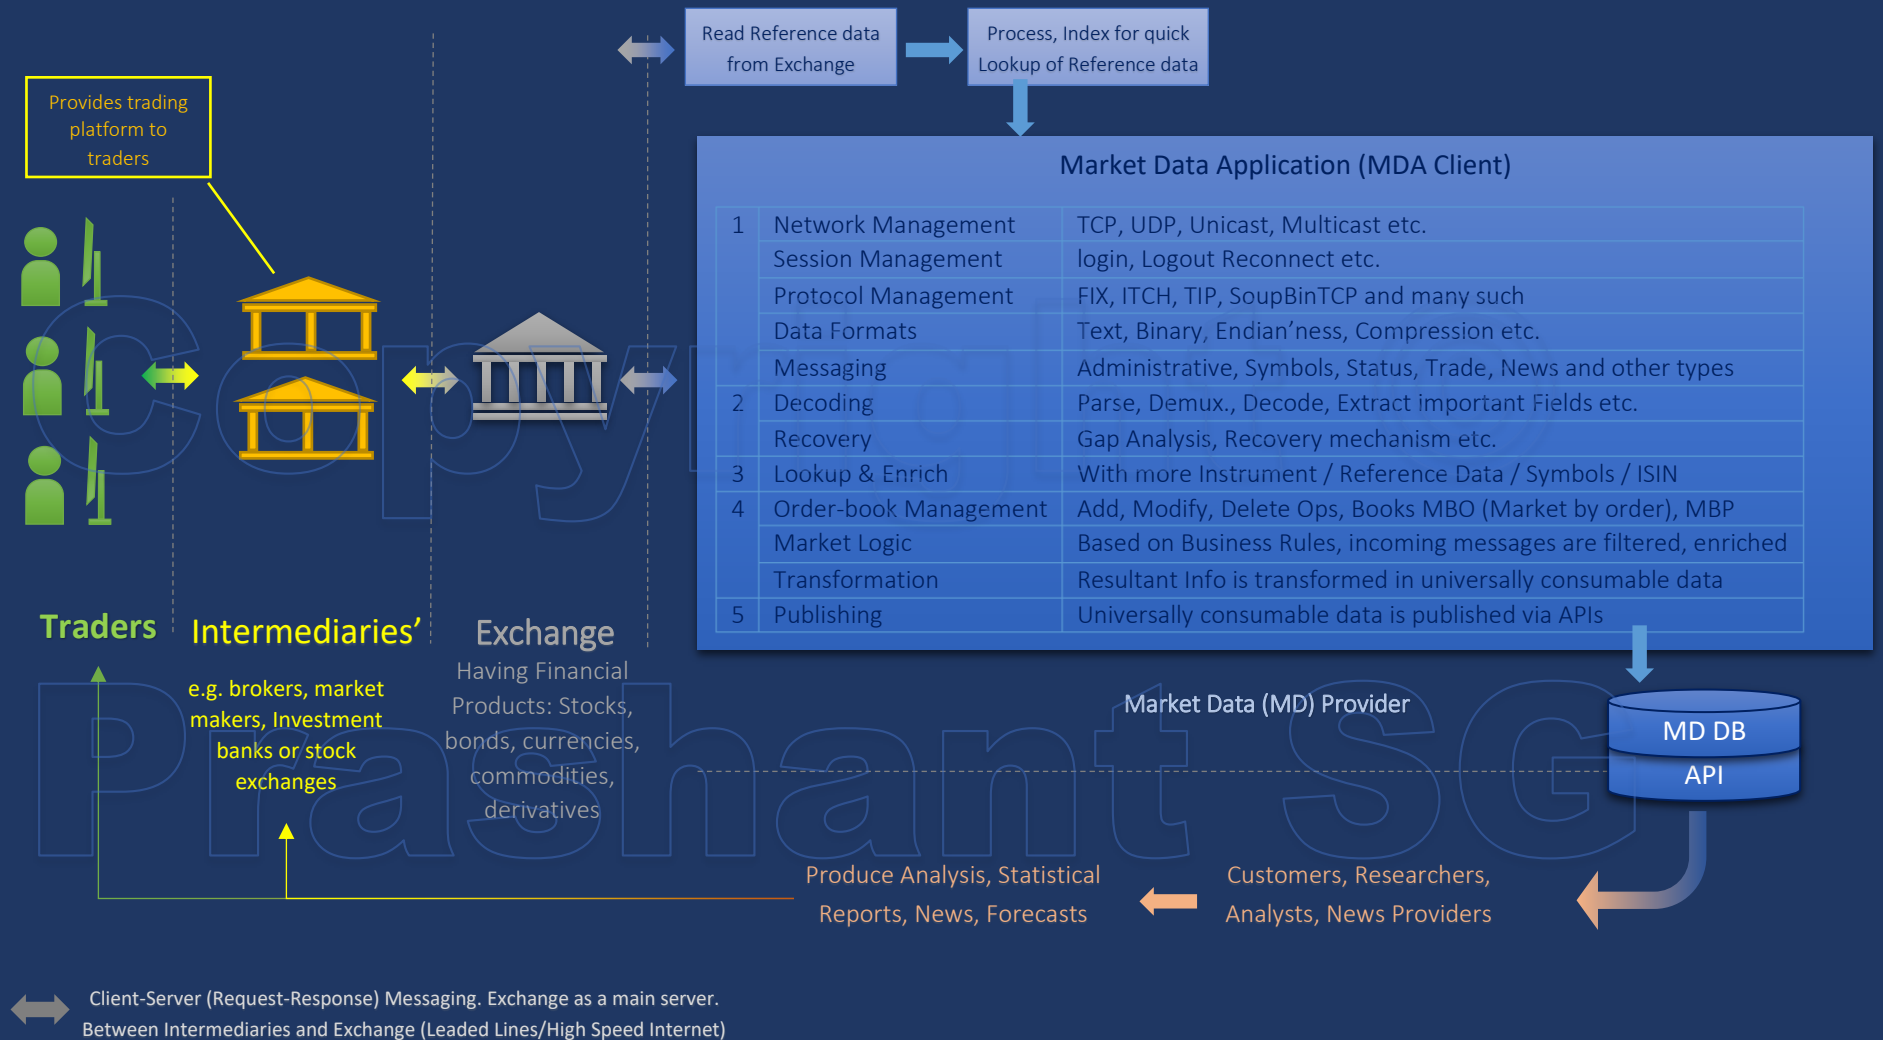 Read Reference data
from Exchange
Process, Index for quick
Lookup of Reference data
Provides trading
platform to
traders
Market Data Application (MDA Client)
1 Network Management TCP, UDP, Unicast, Multicast etc.
Session Management login, Logout Reconnect etc.
Protocol Management FIX, ITCH, TIP, SoupBinTCP and many such
Data Formats Text, Binary, Endian’ness, Compression etc.
Messaging Administrative, Symbols, Status, Trade, News and other types
2 Decoding Parse, Demux., Decode, Extract important Fields etc.
Recovery Gap Analysis, Recovery mechanism etc.
3 Lookup & Enrich With more Instrument / Reference Data / Symbols / ISIN
4 Order-book Management Add, Modify, Delete Ops, Books MBO (Market by order), MBP
Market Logic Based on Business Rules, incoming messages are filtered, enriched
Transformation Resultant Info is transformed in universally consumable data
5 Publishing Universally consumable data is published via APIs
Traders
Intermediaries’
e.g. brokers, market
makers, Investment
banks or stock
exchanges
Exchange
Having Financial
Products: Stocks,
bonds, currencies,
commodities,
derivatives
Market Data (MD) Provider
MD DB
API
Customers, Researchers,
Analysts, News Providers
Produce Analysis, Statistical
Reports, News, Forecasts
Client-Server (Request-Response) Messaging. Exchange as a main server.
Between Intermediaries and Exchange (Leaded Lines/High Speed Internet)
Copyright ©
Prashant SG